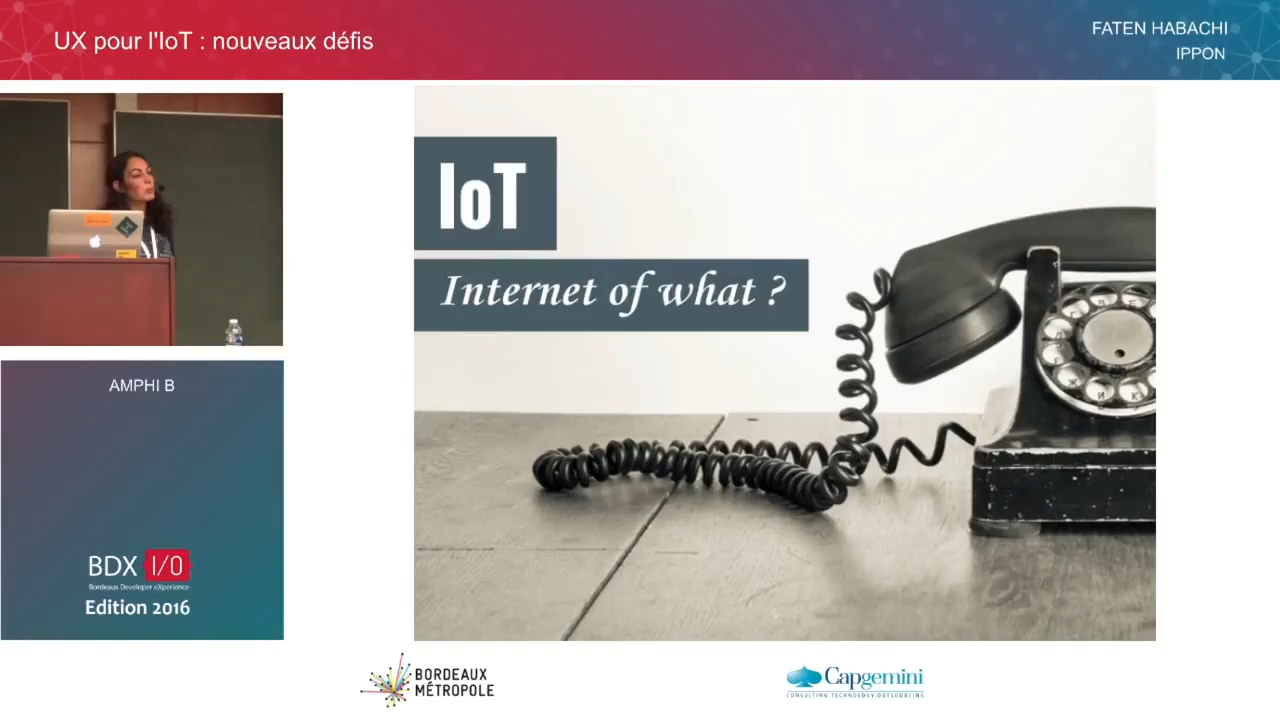 UX pour l'IoT : nouveaux défis
FATEN HABACHI
IPPON
IoT
Internet of what ?
AMPHI B
BDX I/O
Bordeaux Developer eXperience
Edition 2016
BORDEAUX
MÉTROPOLE
Capgemini
CONSULTING.TECHNOLOGY.OUTSOURCING